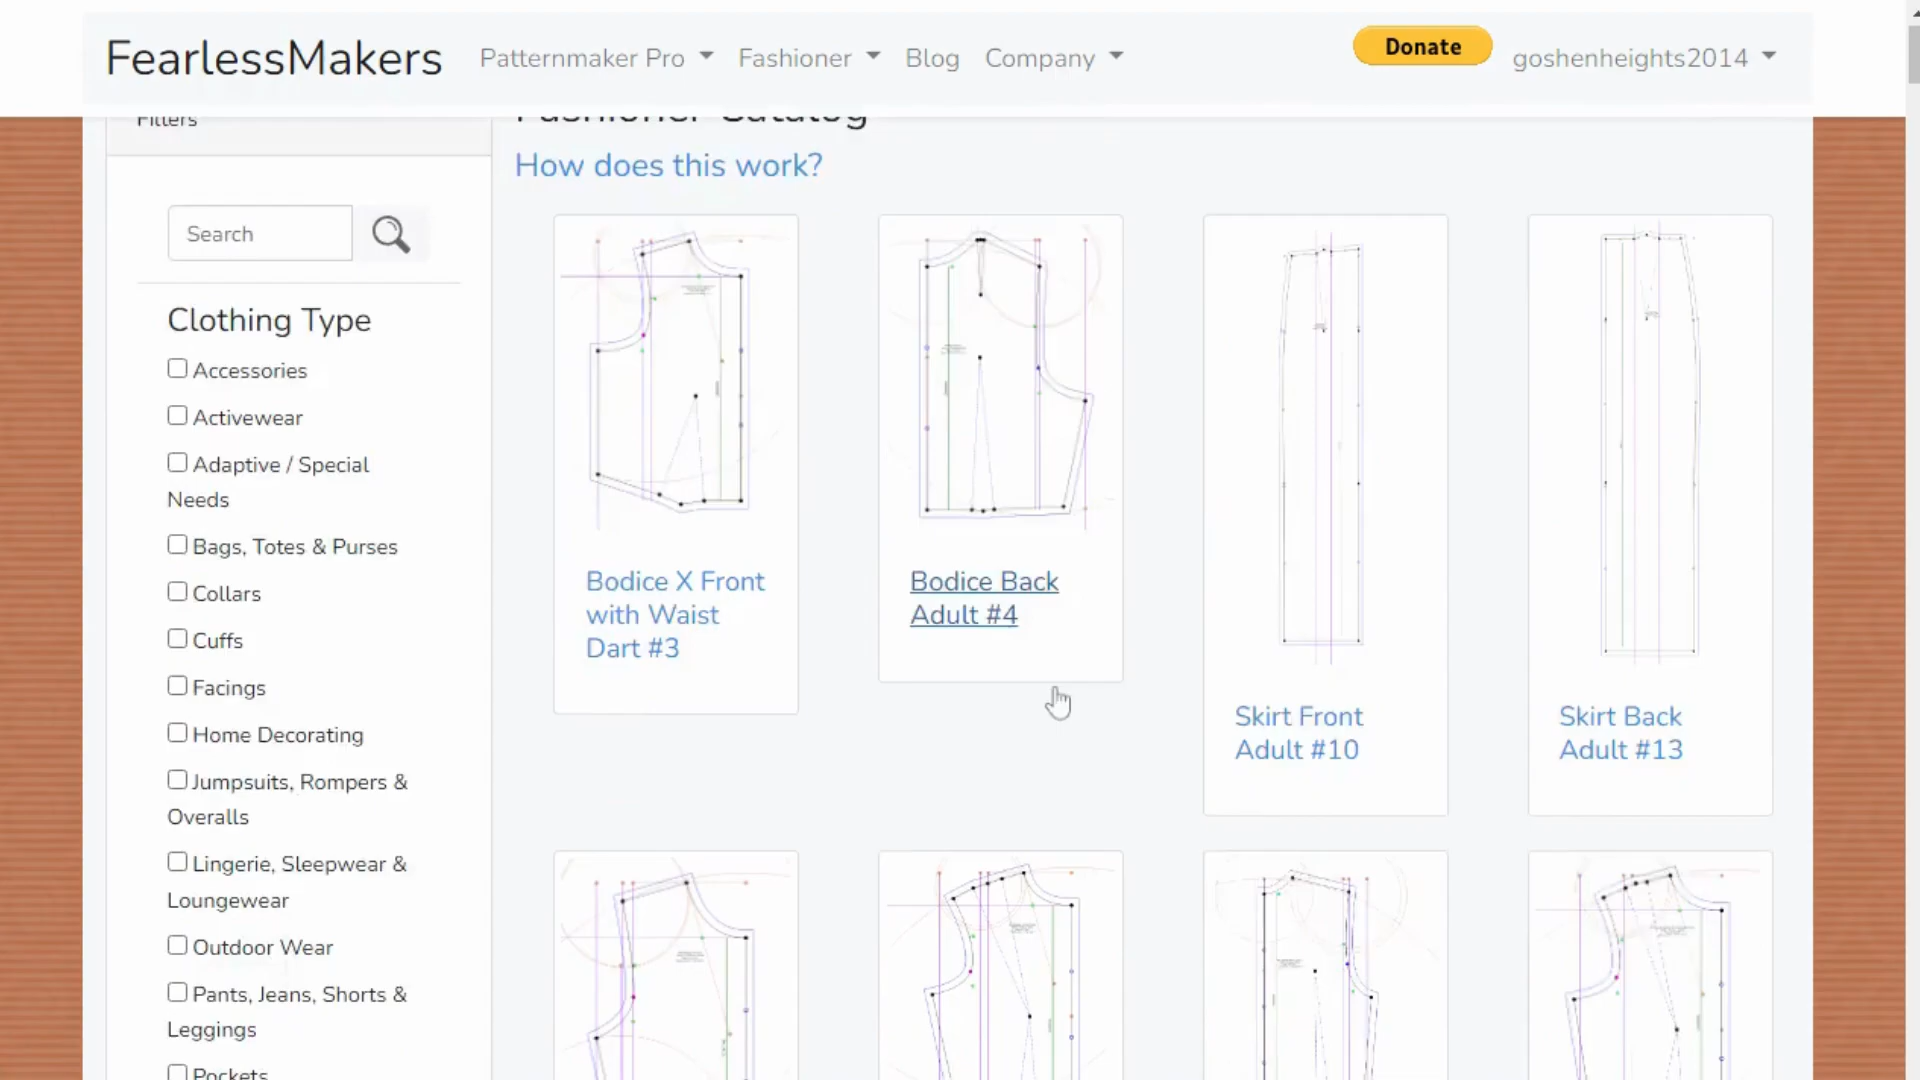 FearlessMakers
Patternmaker Pro
Fashioner
Blog
Company
Donate
goshenheights2014
Filters
Fashioner Catalog
How does this work?
Search
Clothing Type
Accessories
Activewear
Adaptive / Special
Needs
Bags, Totes & Purses
Collars
Cuffs
Facings
Home Decorating
Jumpsuits, Rompers &
Overalls
Lingerie, Sleepwear &
Loungewear
Outdoor Wear
Pants, Jeans, Shorts &
Leggings
Pockets
Bodice X Front
with Waist
Dart #3
Bodice Back
Adult #4
Skirt Front
Adult #10
Skirt Back
Adult #13